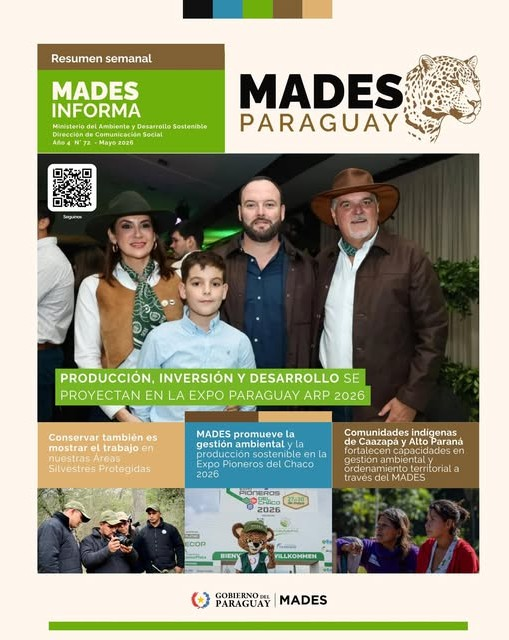 Resumen semanal
MADES
INFORMA
Ministerio del Ambiente y Desarrollo Sostenible
Dirección de Comunicación Social
Año 4 N° 72 - Mayo 2026
MADES
PARAGUAY
Seguinos
PRODUCCIÓN, INVERSIÓN Y DESARROLLO SE
PROYECTAN EN LA EXPO PARAGUAY ARP 2026
Conservar también es
mostrar el trabajo en
nuestras Áreas
Silvestres Protegidas
MADES promueve la
gestión ambiental y la
producción sostenible en la
Expo Pioneros del Chaco
2026
Comunidades indígenas
de Caazapá y Alto Paraná
fortalecen capacidades en
gestión ambiental y
ordenamiento territorial a
través del MADES
PIONEROS
DEL CHACO
2026
WILLKOMMEN
GOBIERNO DEL
PARAGUAY
MADES